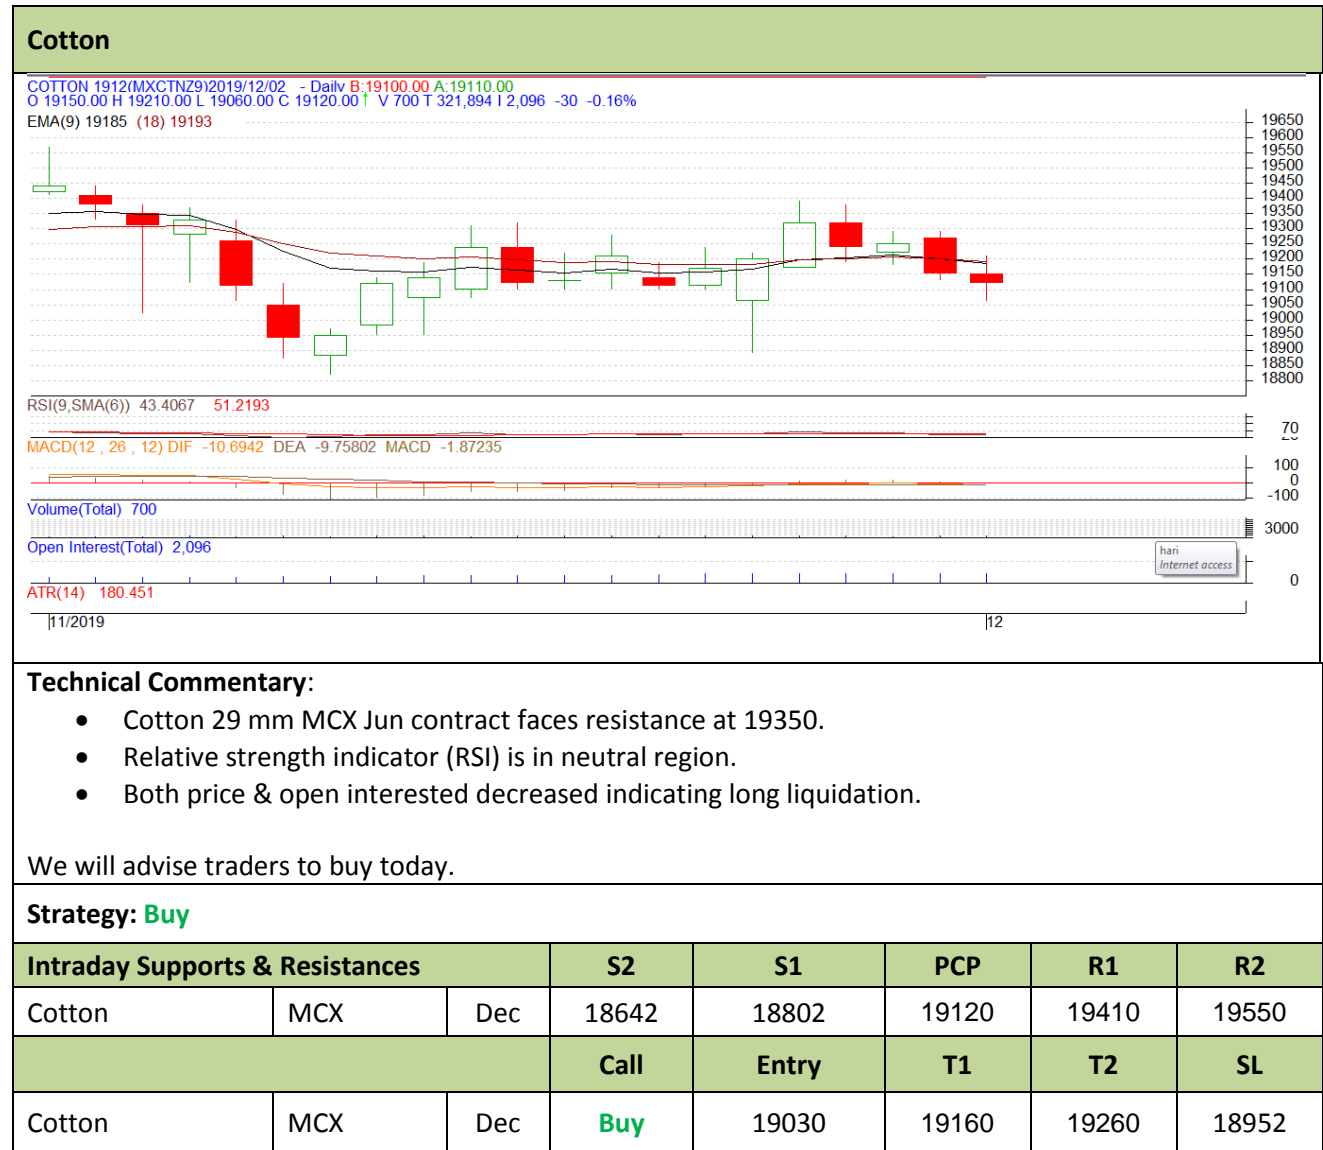 Cotton
COTTON 1912(MXCTNZ9)2019/12/02 - Daily B:19100.00 A:19110.00
O 19150.00 H 19210.00 L 19060.00 C 19120.00↑ V 700 T 321,894 I 2,096 -30 -0.16%
EMA(9) 19185 (18) 19193
19650
19600
19550
19500
19450
19400
19350
19300
19250
19200
19150
19100
19050
19000
18950
18900
18850
18800
RSI(9,SMA(6)) 43.4067 51.2193
70
MACD(12 , 26 , 12) DIF -10.6942 DEA -9.75802 MACD -1.87235
100
0
-100
Volume(Total) 700
3000
Open Interest(Total) 2,096
hari
Internet access
0
ATR(14) 180.451
11/2019 12
Technical Commentary:
• Cotton 29 mm MCX Jun contract faces resistance at 19350.
• Relative strength indicator (RSI) is in neutral region.
• Both price & open interested decreased indicating long liquidation.
We will advise traders to buy today.
Strategy: Buy
Intraday Supports & Resistances S2 S1 PCP R1 R2
Cotton MCX Dec 18642 18802 19120 19410 19550
Call Entry T1 T2 SL
Cotton MCX Dec Buy 19030 19160 19260 18952